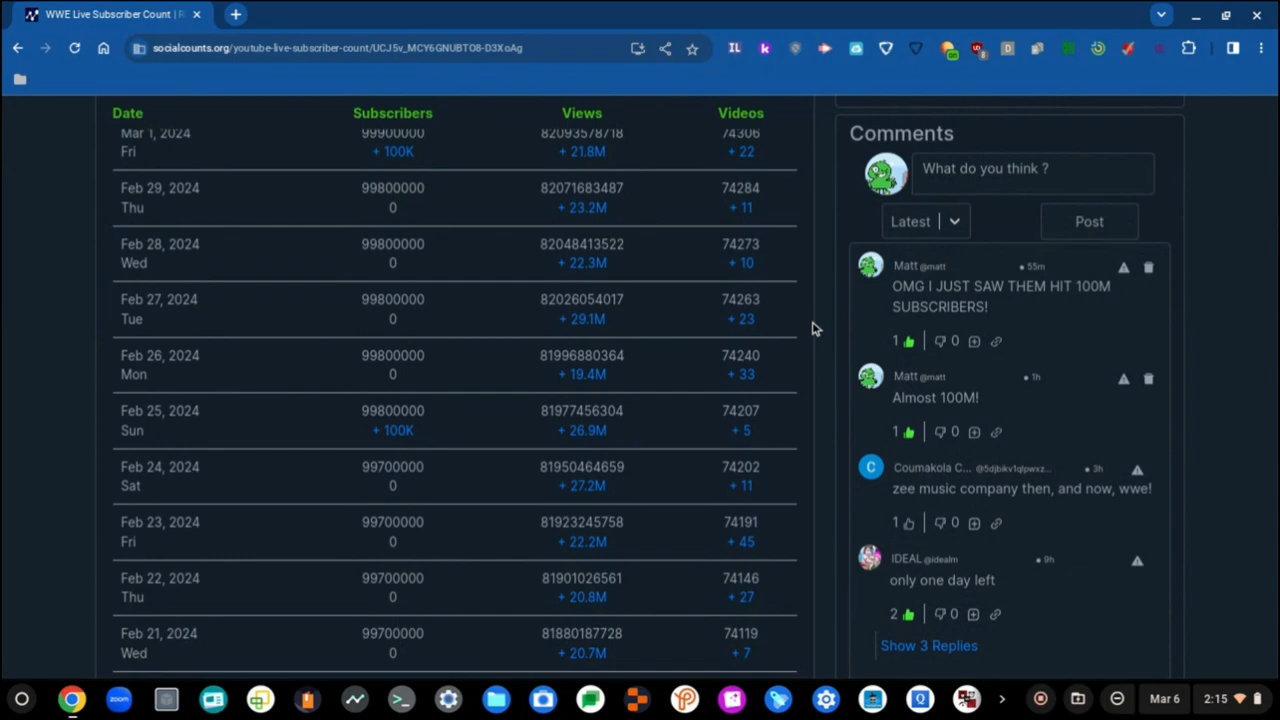 WWE Live Subscriber Count | R
socialcounts.org/youtube-live-subscriber-count/UCJ5v_MCY6GNUBTO8-D3XoAg
Date Subscribers Views Videos
Mar 1, 2024 99900000 82093578718 74306
Fri + 100K + 21.8M + 22
Feb 29, 2024 99800000 82071683487 74284
Thu 0 + 23.2M + 11
Feb 28, 2024 99800000 82048413522 74273
Wed 0 + 22.3M + 10
Feb 27, 2024 99800000 82026054017 74263
Tue 0 + 29.1M + 23
Feb 26, 2024 99800000 81996880364 74240
Mon 0 + 19.4M + 33
Feb 25, 2024 99800000 81977456304 74207
Sun + 100K + 26.9M + 5
Feb 24, 2024 99700000 81950464659 74202
Sat 0 + 27.2M + 11
Feb 23, 2024 99700000 81923245758 74191
Fri 0 + 22.2M + 45
Feb 22, 2024 99700000 81901026561 74146
Thu 0 + 20.8M + 27
Feb 21, 2024 99700000 81880187728 74119
Wed 0 + 20.7M + 7
Comments
What do you think ?
Latest Post
Matt @matt • 55m
OMG I JUST SAW THEM HIT 100M
SUBSCRIBERS!
1 0
Matt @matt • 1h
Almost 100M!
1 0
C Coumakola C... @5djbikv1qlpwxz... • 3h
zee music company then, and now, wwe!
1 0
IDEAL @idealm • 9h
only one day left
2 0
Show 3 Replies
zoom Mar 6 2:15